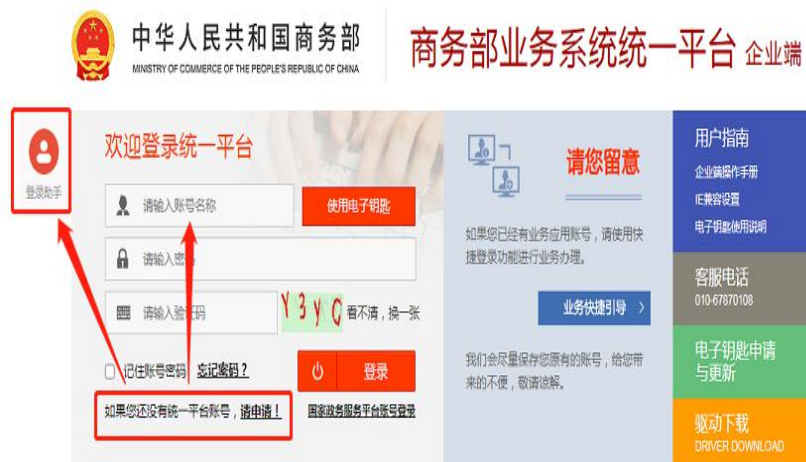 中华人民共和国商务部
MINISTRY OF COMMERCE OF THE PEOPLE'S REPUBLIC OF CHINA
商务部业务系统统一平台 企业端
登录助手
欢迎登录统一平台
请输入账号名称
使用电子钥匙
请输入密码
请输入验证码
Y3yC
看不清，换一张
记住账号密码
忘记密码？
登录
如果您还没有统一平台账号，请申请！
国家政务服务平台账号登录
请您留意
如果您已经有业务应用账号，请使用快
捷登录功能进行业务办理。
业务快捷引导 >
我们会尽量保存您原有的账号，给您带
来的不便，敬请谅解。
用户指南
企业端操作手册
IE兼容设置
电子钥匙使用说明
客服电话
010-67870108
电子钥匙申请
与更新
驱动下载
DRIVER DOWNLOAD